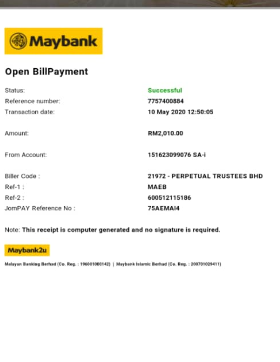 Maybank
Open BillPayment
Status: Successful
Reference number: 7757400884
Transaction date: 10 May 2020 12:50:05
Amount: RM2,010.00
From Account: 151623099076 SA-i
Biller Code : 21972 - PERPETUAL TRUSTEES BHD
Ref-1 : MAEB
Ref-2 : 600512115186
JomPAY Reference No : 75AEMAI4
Note: This receipt is computer generated and no signature is required.
Maybank2u
Malayan Banking Berhad (Co. Reg. : 196001000142) | Maybank Islamic Berhad (Co. Reg. : 200701029411)